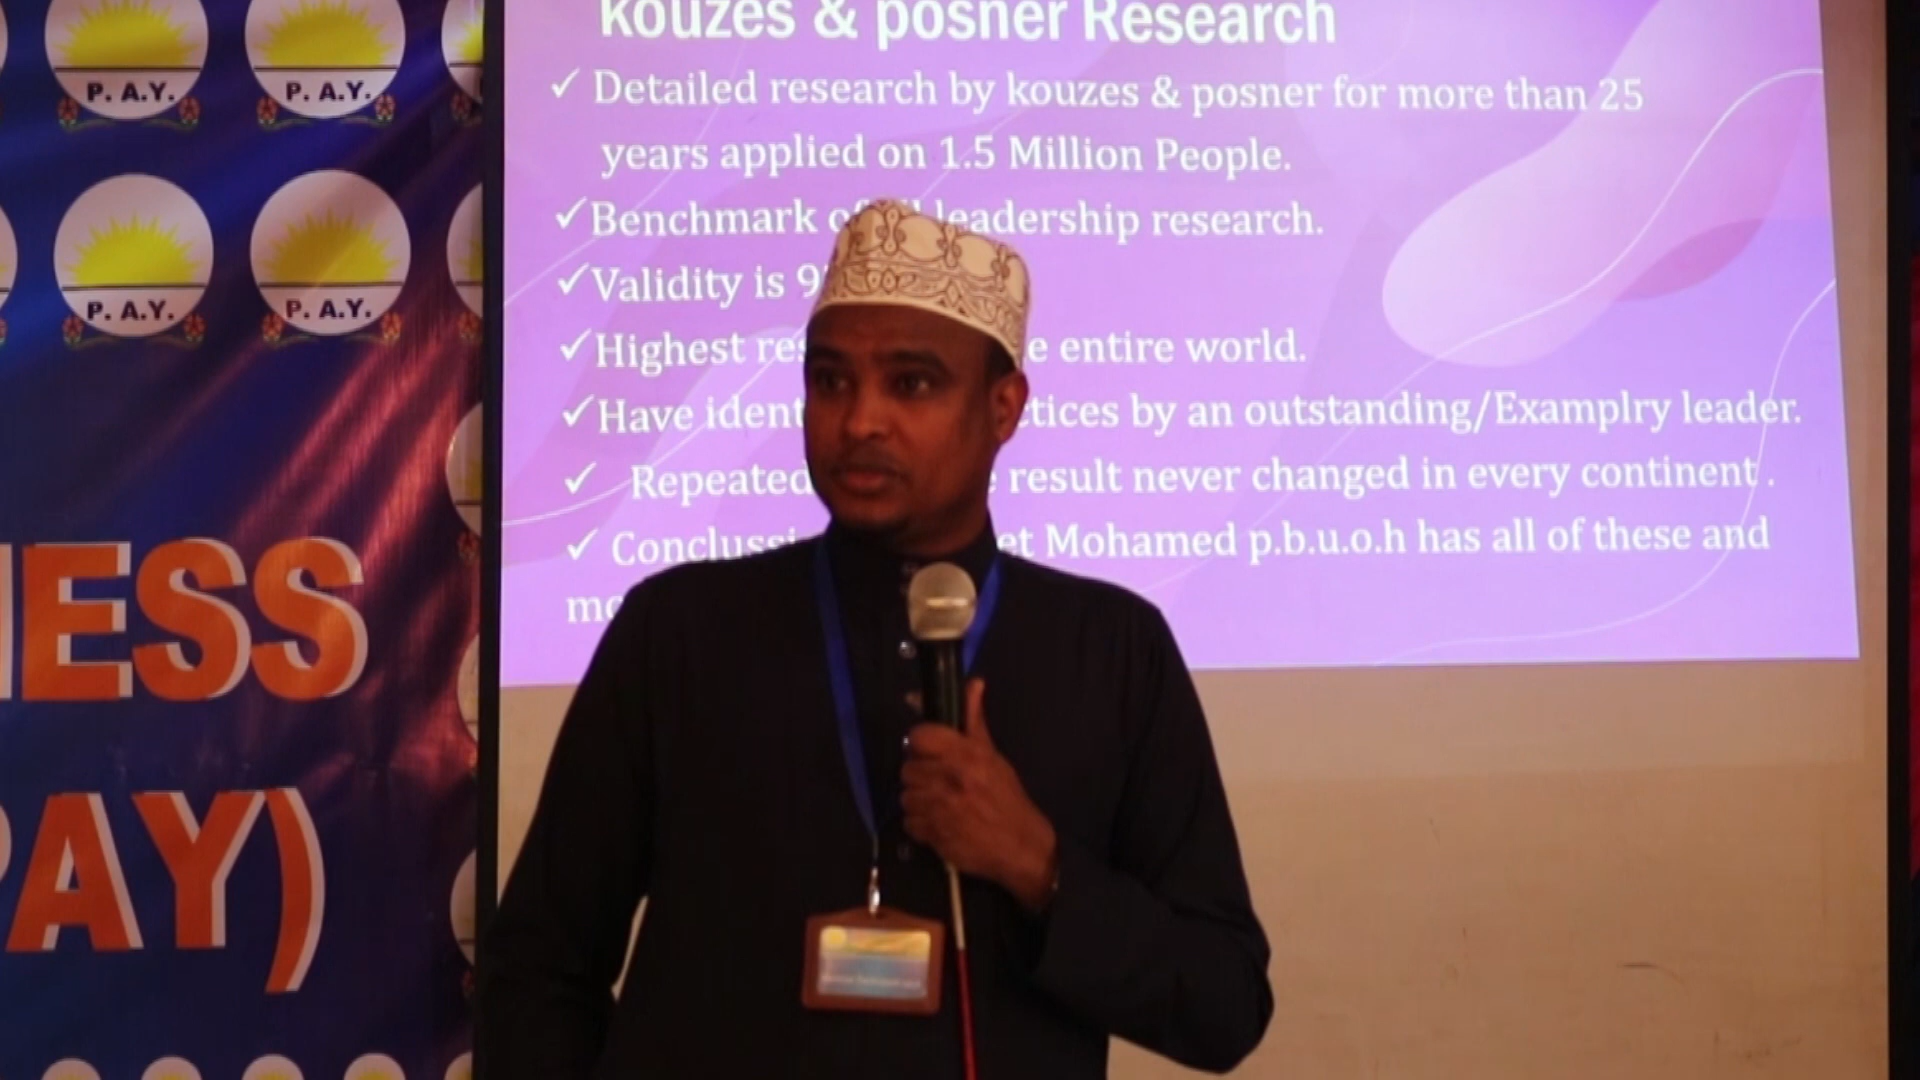 kouzes & posner Research
✓ Detailed research by kouzes & posner for more than 25
years applied on 1.5 Million People.
✓ Benchmark leadership research.
✓ Validity is
✓ Highest entire world.
✓ Have by an outstanding/Examplry leader.
✓ Repeated result never changed in every continent .
✓ Mohamed p.b.u.o.h has all of these and
P. A.Y.
P. A.Y.
P. A.Y.
P. A.Y.
PAY)